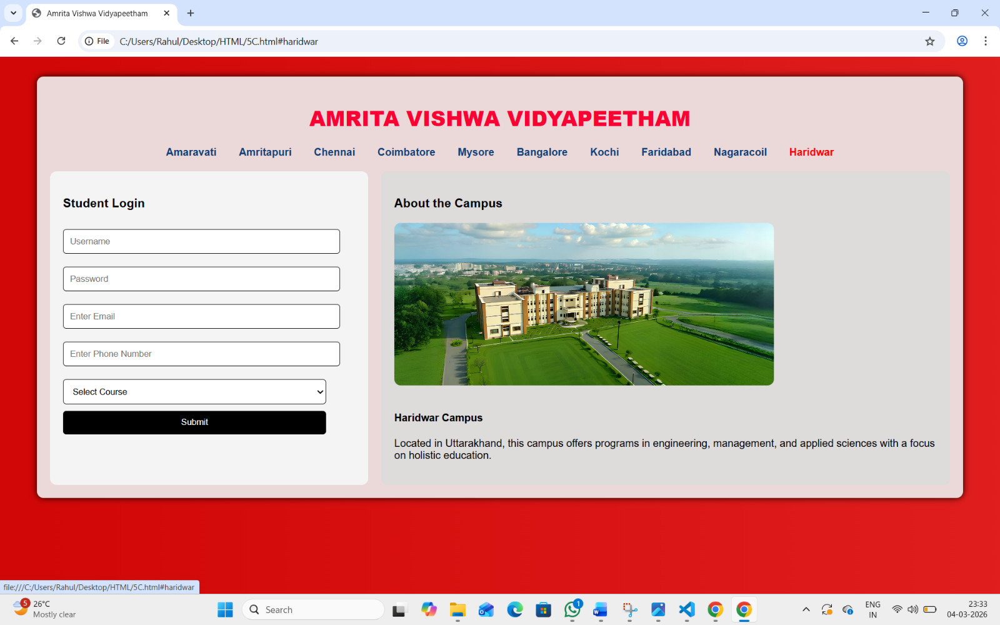 Amrita Vishwa Vidyapeetham
File
C:/Users/Rahul/Desktop/HTML/5C.html#haridwar
AMRITA VISHWA VIDYAPEETHAM
Amaravati Amritapuri Chennai Coimbatore Mysore Bangalore Kochi Faridabad Nagaracoil Haridwar
Student Login
Username
Password
Enter Email
Enter Phone Number
Select Course
Submit
About the Campus
Haridwar Campus
Located in Uttarakhand, this campus offers programs in engineering, management, and applied sciences with a focus
on holistic education.
file:///C:/Users/Rahul/Desktop/HTML/5C.html#haridwar
5
26°C
Mostly clear
Search
1
ENG
IN
23:33
04-03-2026